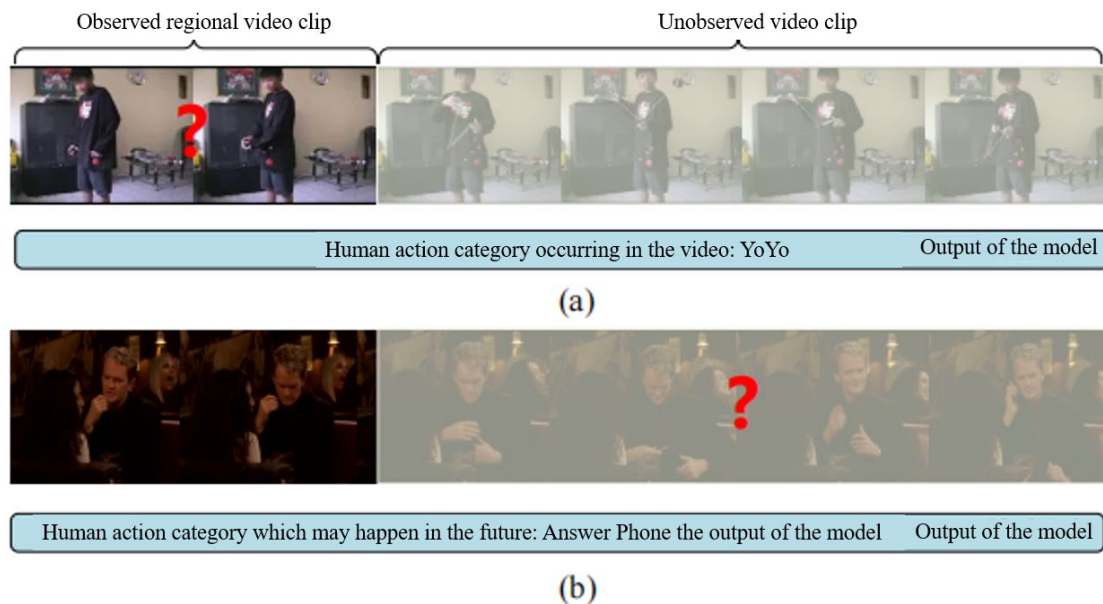 Observed regional video clip
Unobserved video clip
?
Human action category occurring in the video: YoYo
Output of the model
(a)
?
Human action category which may happen in the future: Answer Phone the output of the model
Output of the model
(b)